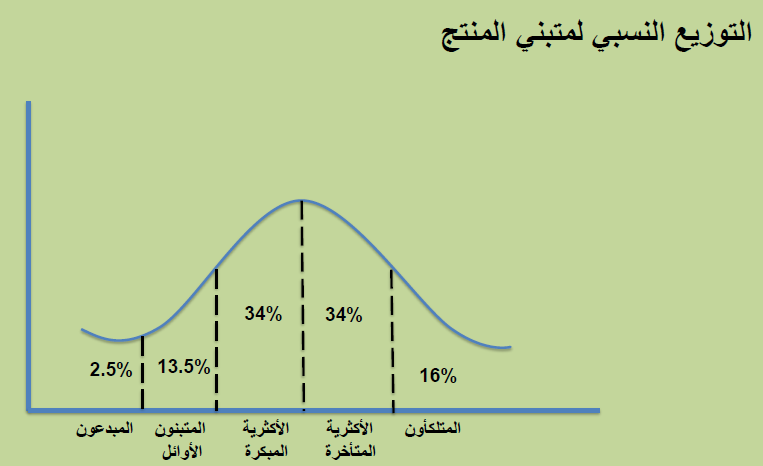 التوزيع النسبي لمتبني المنتج
34%
34%
2.5%
13.5%
16%
المبدعون
المتبنون
الأوائل
الأكثرية
المبكرة
الأكثرية
المتأخرة
المتلكأون